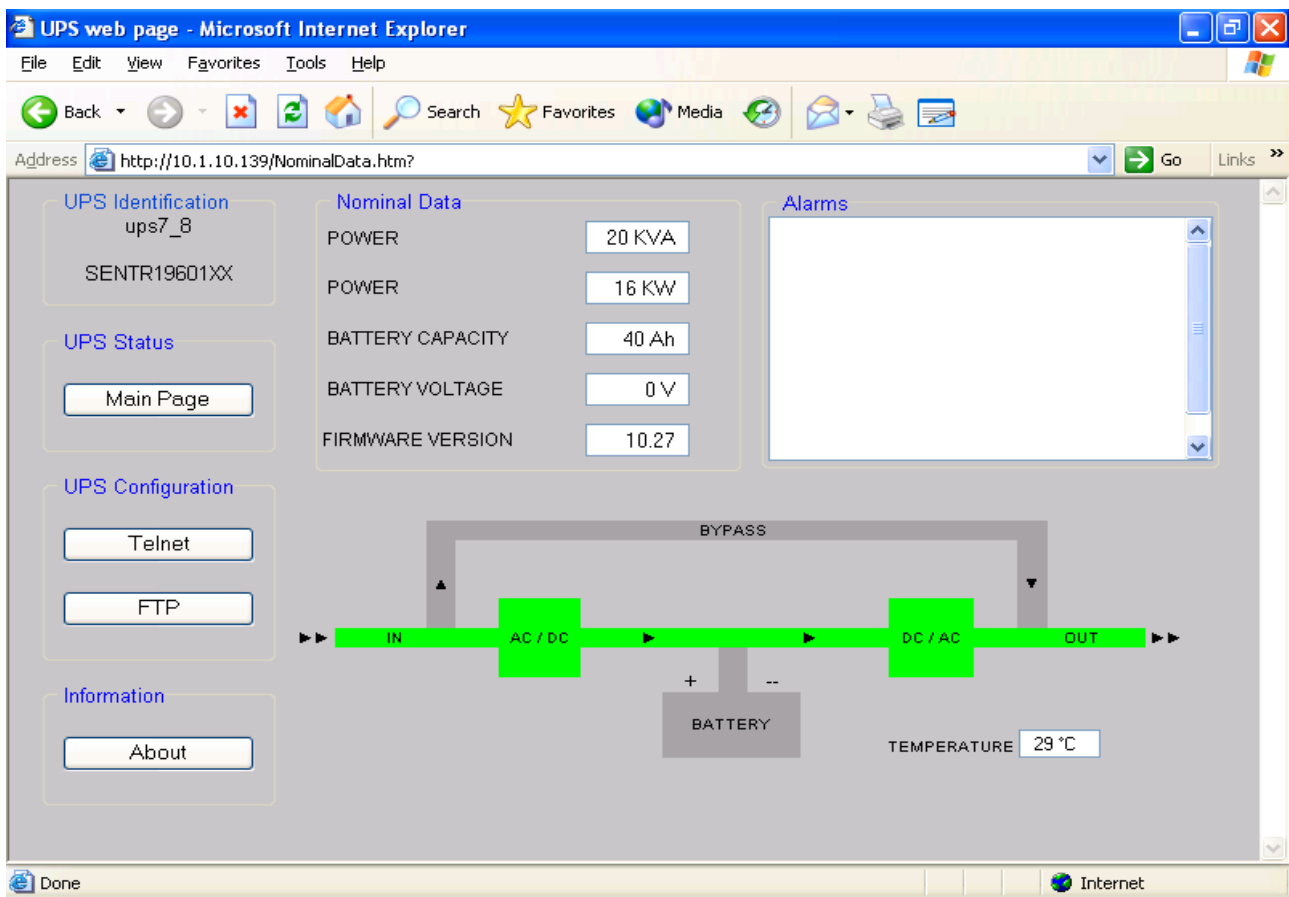 UPS web page - Microsoft Internet Explorer
File Edit View Favorites Tools Help
Back Search Favorites Media
Address http://10.1.10.139/NominalData.htm? Go Links »
UPS Identification
ups7_8
SENTR19601XX
UPS Status
Main Page
UPS Configuration
Telnet
FTP
Information
About
Nominal Data
POWER 20 KVA
POWER 16 KW
BATTERY CAPACITY 40 Ah
BATTERY VOLTAGE 0 V
FIRMWARE VERSION 10.27
Alarms
BYPASS
IN AC / DC DC / AC OUT
+ --
BATTERY
TEMPERATURE 29 °C
Done Internet